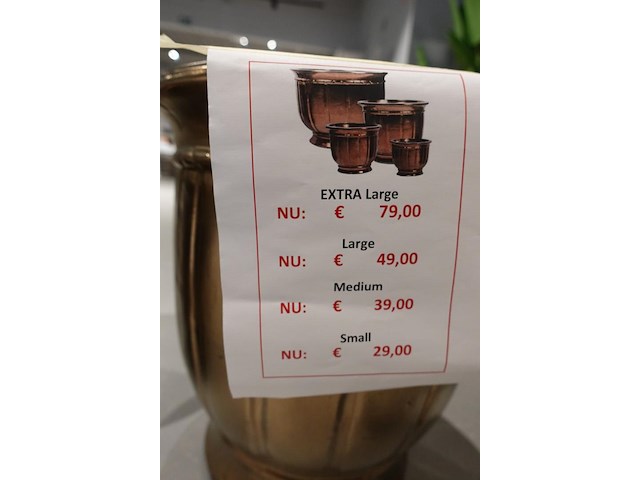 EXTRA Large
NU: € 79,00
Large
NU: € 49,00
Medium
NU: € 39,00
Small
NU: € 29,00